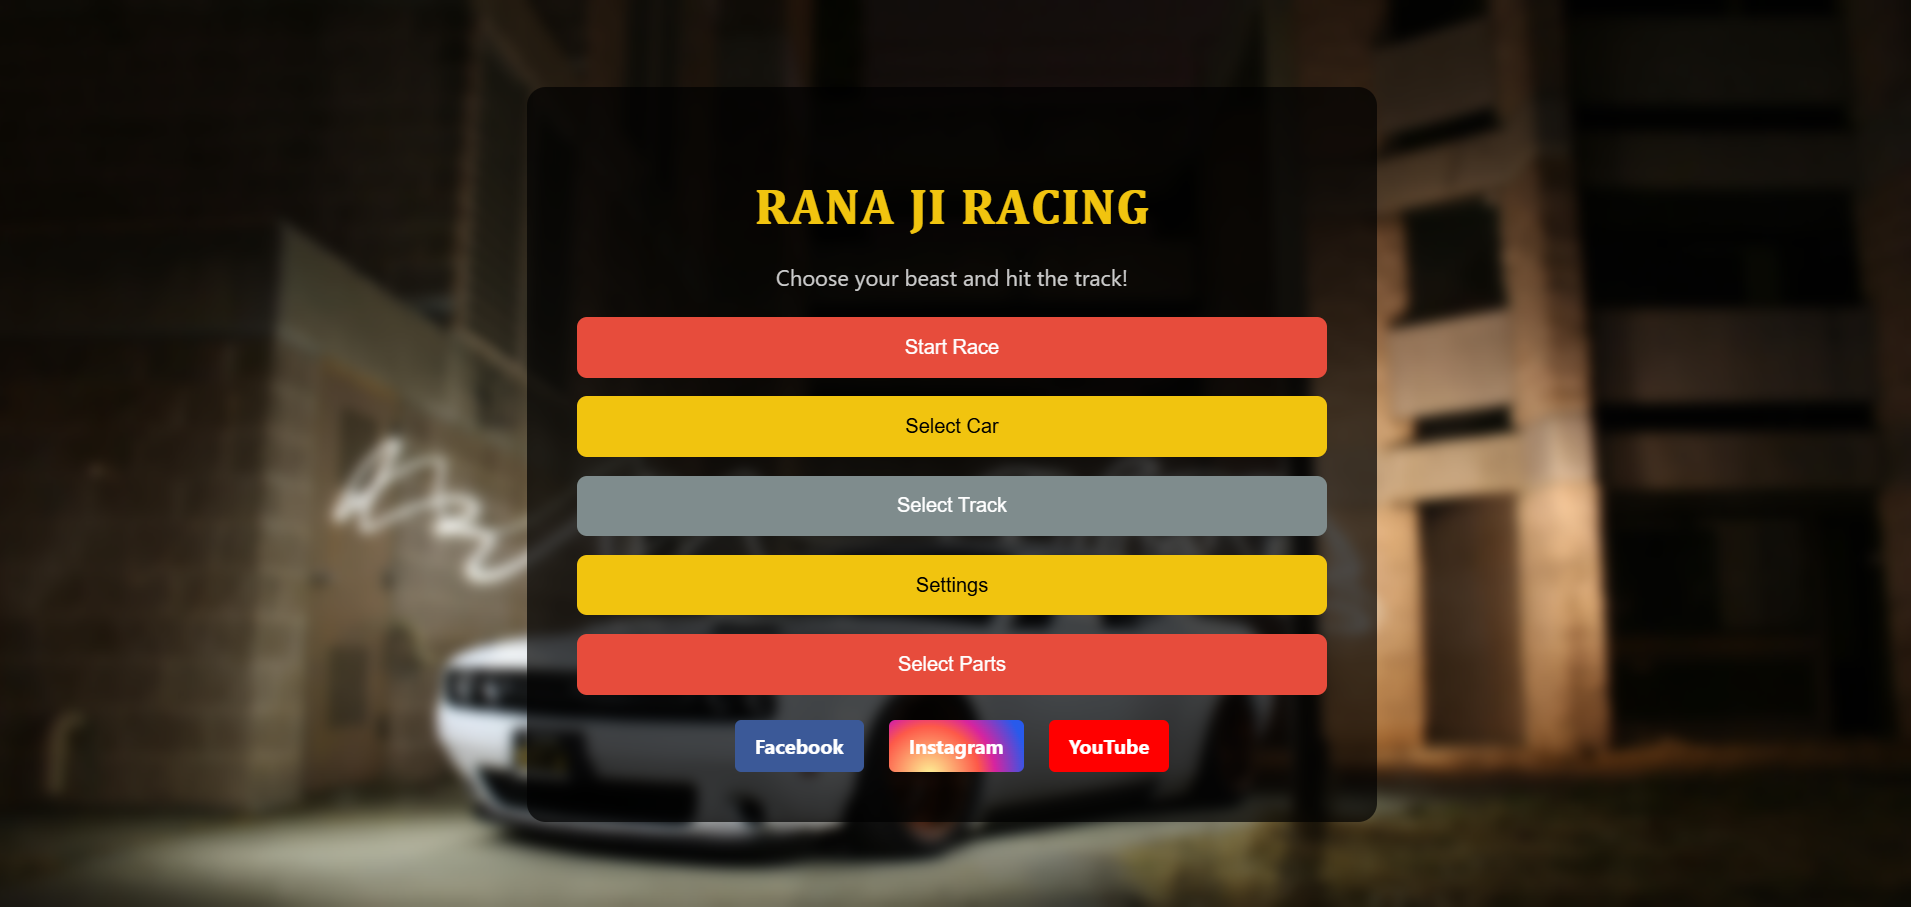 RANA JI RACING
Choose your beast and hit the track!
Start Race
Select Car
Select Track
Settings
Select Parts
Facebook Instagram YouTube